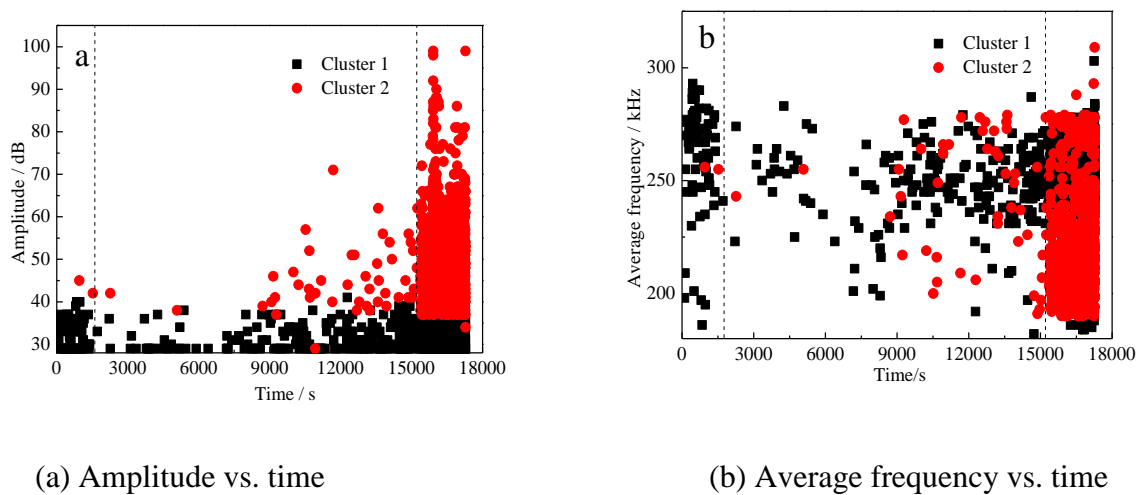 a
Cluster 1
Cluster 2
100
90
80
70
60
50
40
30
Amplitude / dB
0 3000 6000 9000 12000 15000 18000
Time / s
b
Cluster 1
Cluster 2
300
250
200
Average frequency / kHz
0 3000 6000 9000 12000 15000 18000
Time/s
(a) Amplitude vs. time
(b) Average frequency vs. time